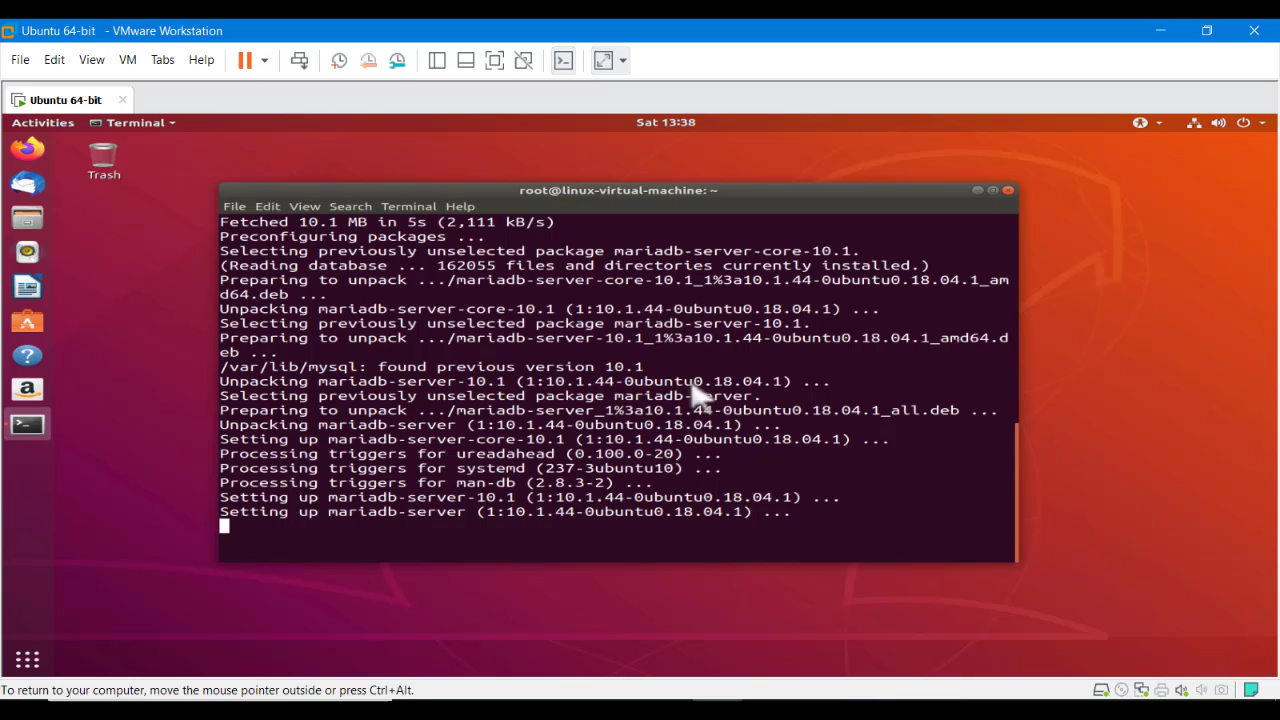 Ubuntu 64-bit - VMware Workstation
File Edit View VM Tabs Help
Ubuntu 64-bit
Activities Terminal Sat 13:38
Trash
root@linux-virtual-machine: ~
File Edit View Search Terminal Help
Fetched 10.1 MB in 5s (2,111 kB/s)
Preconfiguring packages ...
Selecting previously unselected package mariadb-server-core-10.1.
(Reading database ... 162055 files and directories currently installed.)
Preparing to unpack .../mariadb-server-core-10.1_1%3a10.1.44-0ubuntu0.18.04.1_am
d64.deb ...
Unpacking mariadb-server-core-10.1 (1:10.1.44-0ubuntu0.18.04.1) ...
Selecting previously unselected package mariadb-server-10.1.
Preparing to unpack .../mariadb-server-10.1_1%3a10.1.44-0ubuntu0.18.04.1_amd64.d
eb ...
/var/lib/mysql: found previous version 10.1
Unpacking mariadb-server-10.1 (1:10.1.44-0ubuntu0.18.04.1) ...
Selecting previously unselected package mariadb-server.
Preparing to unpack .../mariadb-server_1%3a10.1.44-0ubuntu0.18.04.1_all.deb ...
Unpacking mariadb-server (1:10.1.44-0ubuntu0.18.04.1) ...
Setting up mariadb-server-core-10.1 (1:10.1.44-0ubuntu0.18.04.1) ...
Processing triggers for ureadahead (0.100.0-20) ...
Processing triggers for systemd (237-3ubuntu10) ...
Processing triggers for man-db (2.8.3-2) ...
Setting up mariadb-server-10.1 (1:10.1.44-0ubuntu0.18.04.1) ...
Setting up mariadb-server (1:10.1.44-0ubuntu0.18.04.1) ...
To return to your computer, move the mouse pointer outside or press Ctrl+Alt.